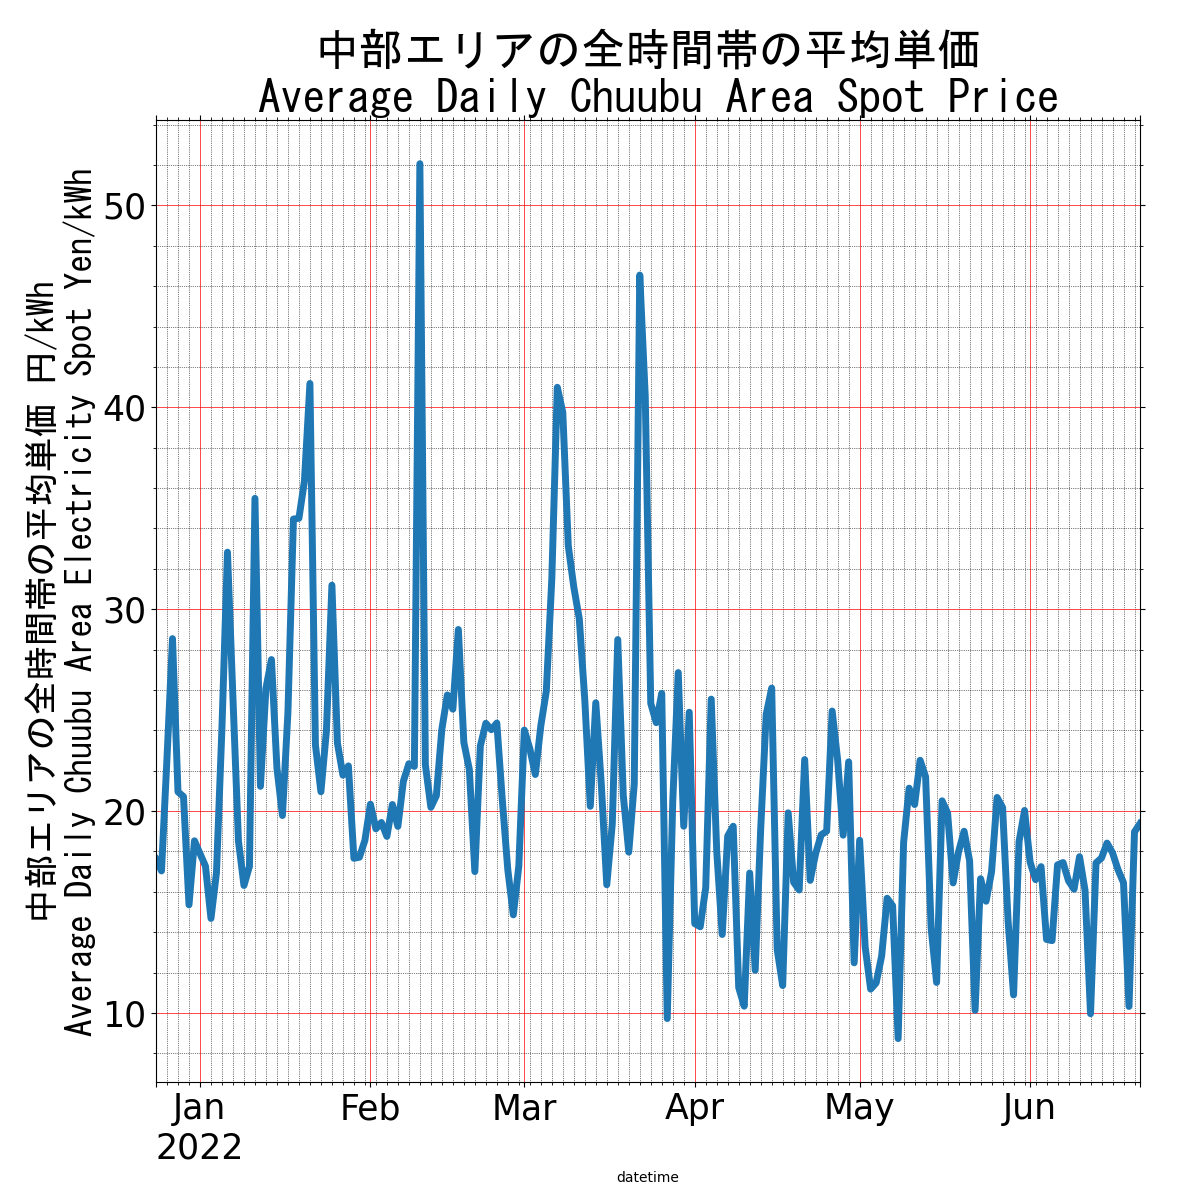 中部エリアの全時間帯の平均単価
Average Daily Chuubu Area Spot Price
中部エリアの全時間帯の平均単価 円/kWh
Average Daily Chuubu Area Electricity Spot Yen/kWh
50
40
30
20
10
Jan Feb Mar Apr May Jun
2022
datetime